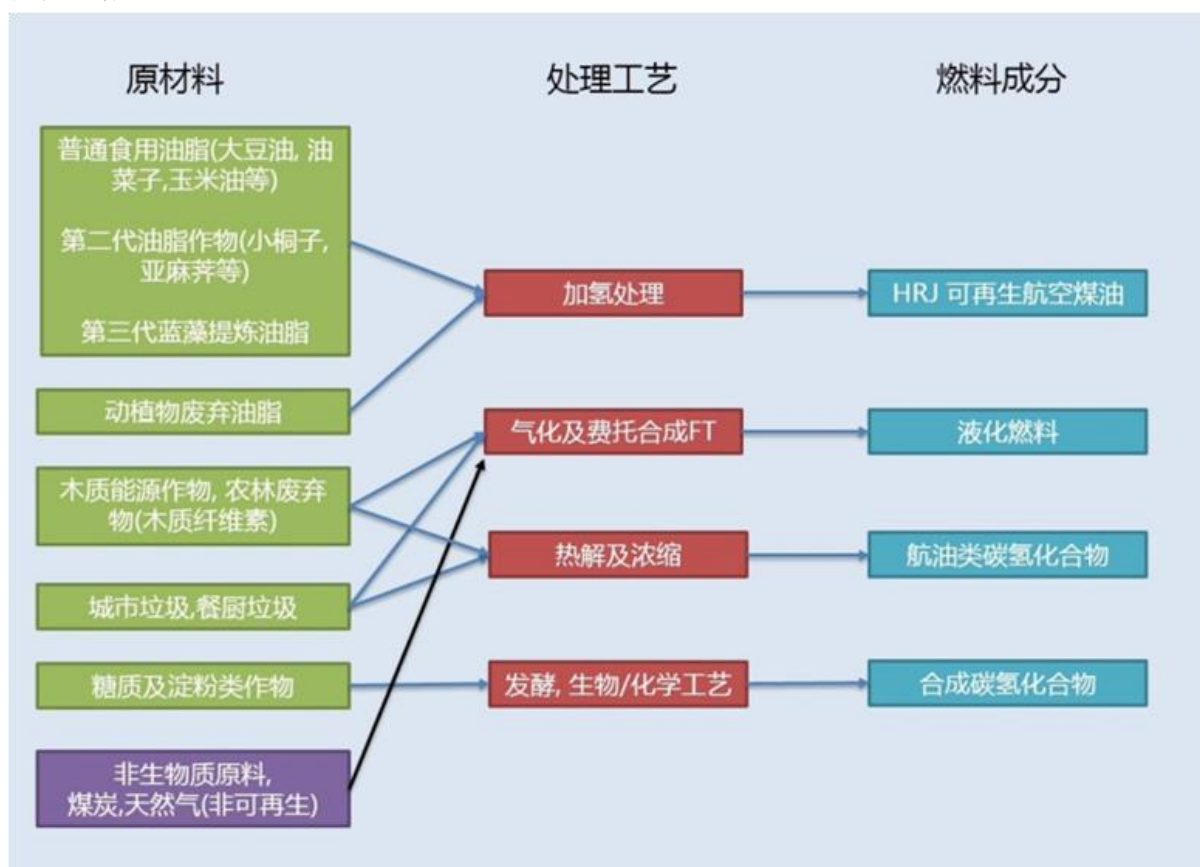 原材料
处理工艺
燃料成分
普通食用油脂(大豆油, 油
菜子,玉米油等)
第二代油脂作物(小桐子,
亚麻荠等)
第三代蓝藻提炼油脂
加氢处理
HRJ 可再生航空煤油
动植物废弃油脂
气化及费托合成FT
液化燃料
木质能源作物, 农林废弃
物(木质纤维素)
热解及浓缩
航油类碳氢化合物
城市垃圾,餐厨垃圾
糖质及淀粉类作物
发酵, 生物/化学工艺
合成碳氢化合物
非生物质原料,
煤炭,天然气(非可再生)